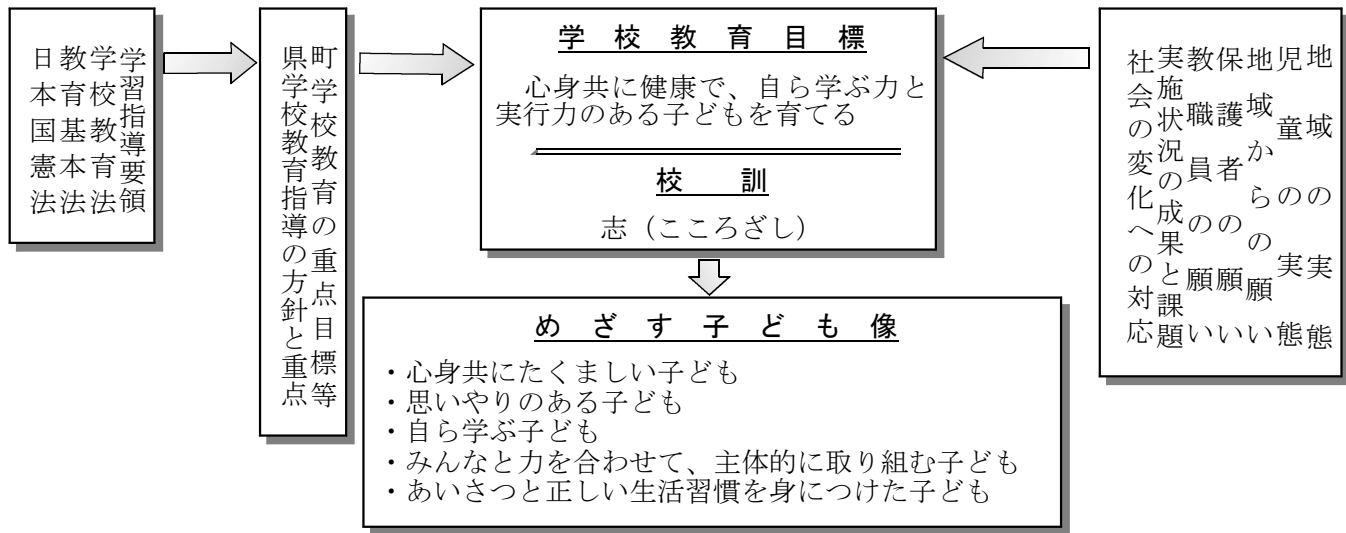 学習指導要領
学校教育法
教育基本法
日本国憲法
町学校教育の重点目標等
県学校教育指導の方針と重点
学校教育目標
心身共に健康で、自ら学ぶ力と
実行力のある子どもを育てる
校訓
志（こころざし）
地域の実態
児童の実態
地域からの願い
保護者の願い
教職員の願い
実施状況の成果と課題
社会の変化への対応
めざす子ども像
・心身共にたくましい子ども
・思いやりのある子ども
・自ら学ぶ子ども
・みんなと力を合わせて、主体的に取り組む子ども
・あいさつと正しい生活習慣を身につけた子ども